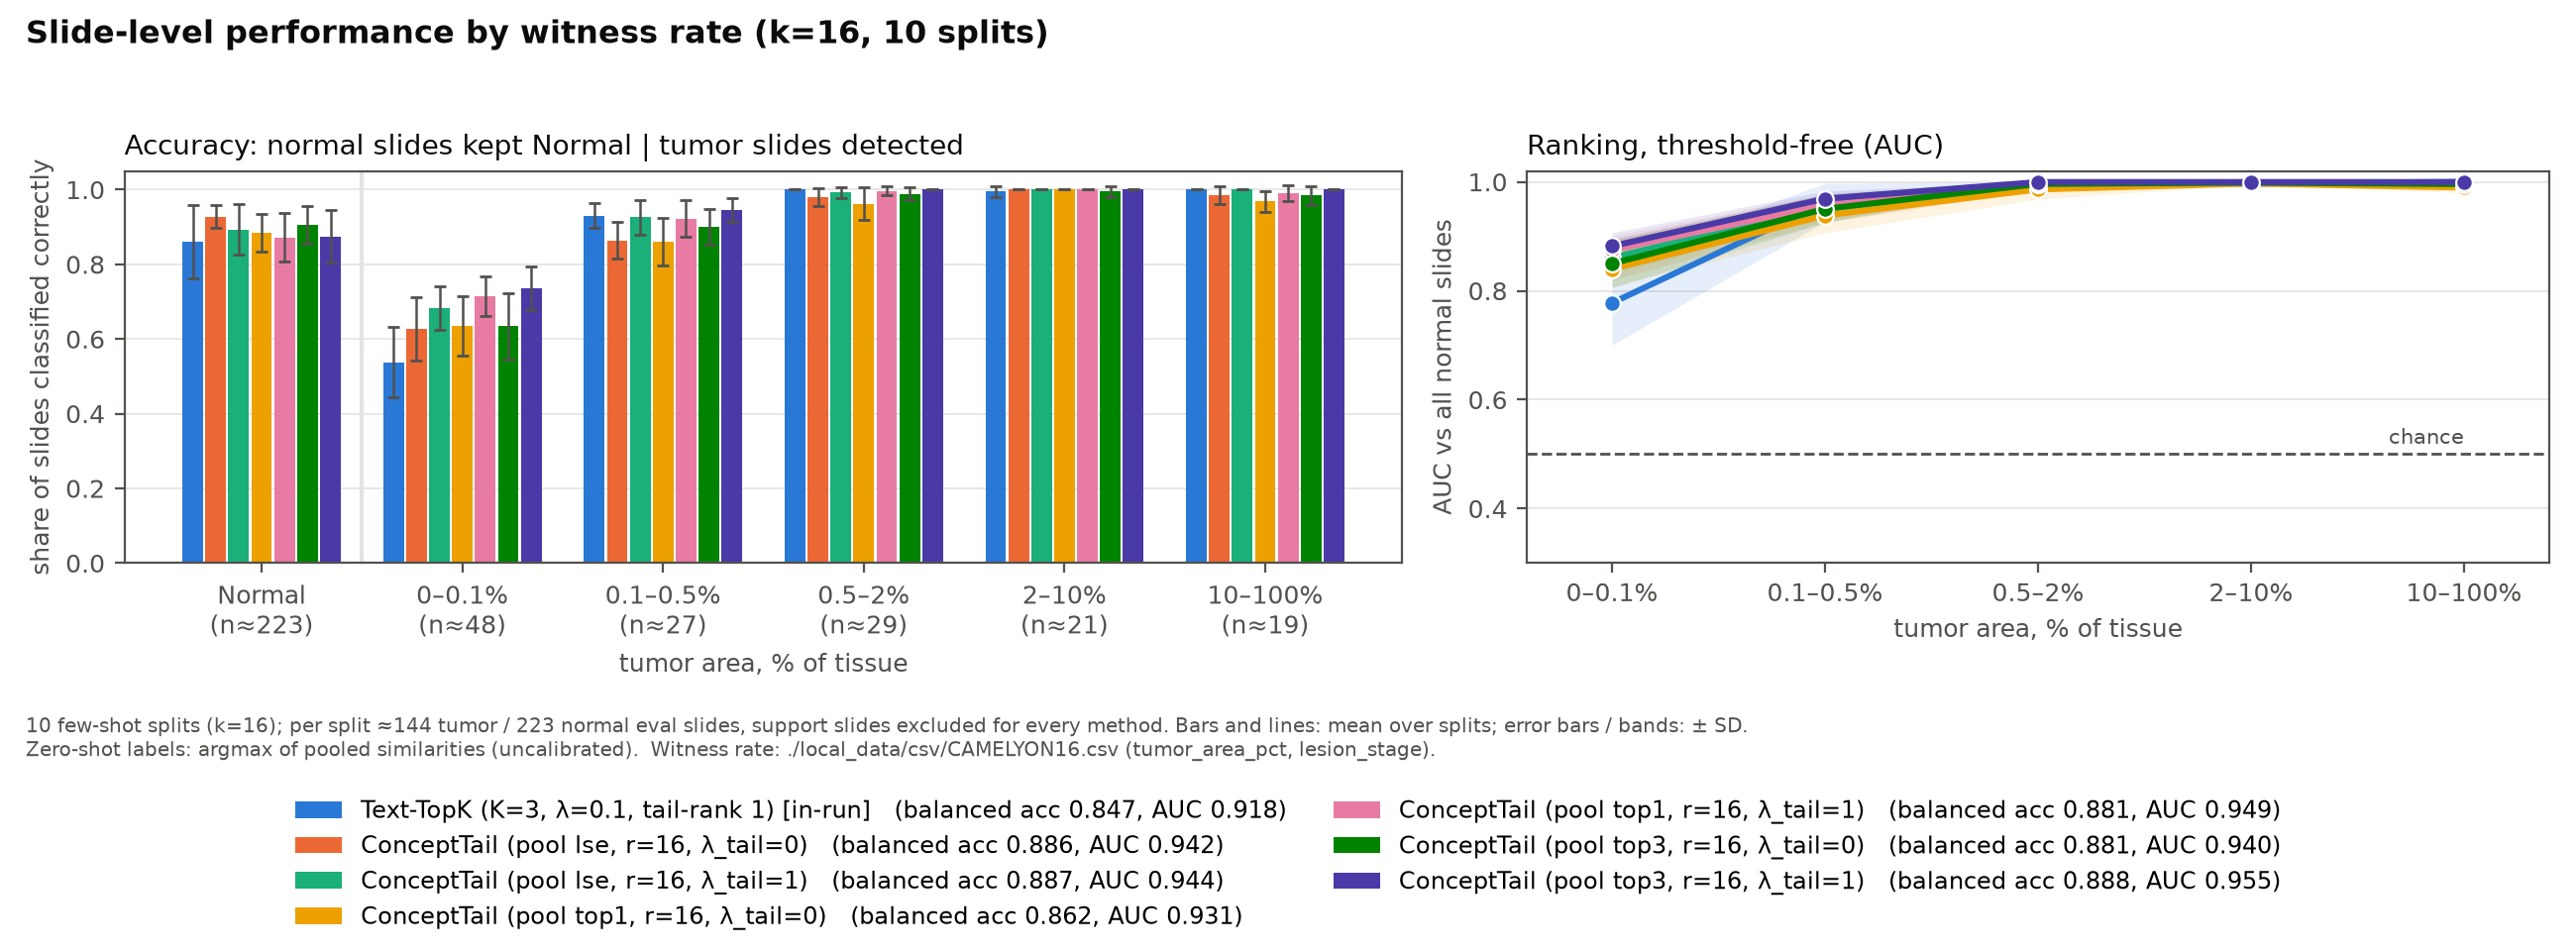 Slide-level performance by witness rate (k=16, 10 splits)
Accuracy: normal slides kept Normal | tumor slides detected
share of slides classified correctly
1.0
0.8
0.6
0.4
0.2
0.0
Normal
(n≈223)
0–0.1%
(n≈48)
0.1–0.5%
(n≈27)
0.5–2%
(n≈29)
2–10%
(n≈21)
10–100%
(n≈19)
tumor area, % of tissue
Ranking, threshold-free (AUC)
AUC vs all normal slides
1.0
0.8
0.6
0.4
chance
0–0.1%
0.1–0.5%
0.5–2%
2–10%
10–100%
tumor area, % of tissue
10 few-shot splits (k=16); per split ≈144 tumor / 223 normal eval slides, support slides excluded for every method. Bars and lines: mean over splits; error bars / bands: ± SD.
Zero-shot labels: argmax of pooled similarities (uncalibrated).  Witness rate: ./local_data/csv/CAMELYON16.csv (tumor_area_pct, lesion_stage).
Text-TopK (K=3, λ=0.1, tail-rank 1) [in-run]   (balanced acc 0.847, AUC 0.918)
ConceptTail (pool lse, r=16, λ_tail=0)   (balanced acc 0.886, AUC 0.942)
ConceptTail (pool lse, r=16, λ_tail=1)   (balanced acc 0.887, AUC 0.944)
ConceptTail (pool top1, r=16, λ_tail=0)   (balanced acc 0.862, AUC 0.931)
ConceptTail (pool top1, r=16, λ_tail=1)   (balanced acc 0.881, AUC 0.949)
ConceptTail (pool top3, r=16, λ_tail=0)   (balanced acc 0.881, AUC 0.940)
ConceptTail (pool top3, r=16, λ_tail=1)   (balanced acc 0.888, AUC 0.955)